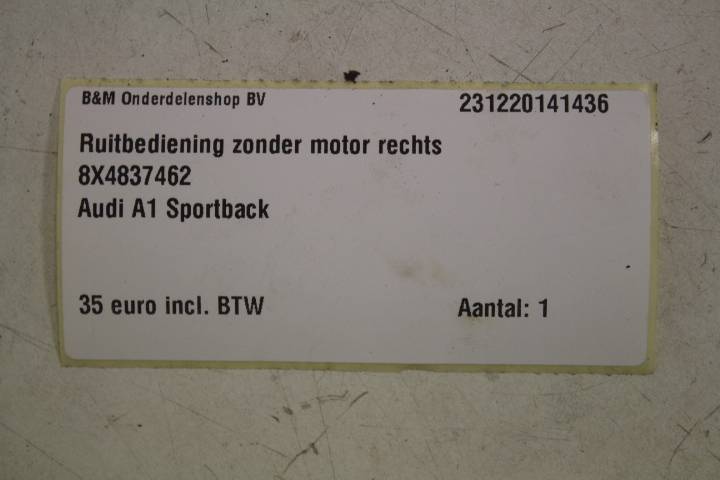 B&M Onderdelenshop BV 231220141436
Ruitbediening zonder motor rechts
8X4837462
Audi A1 Sportback
35 euro incl. BTW Aantal: 1